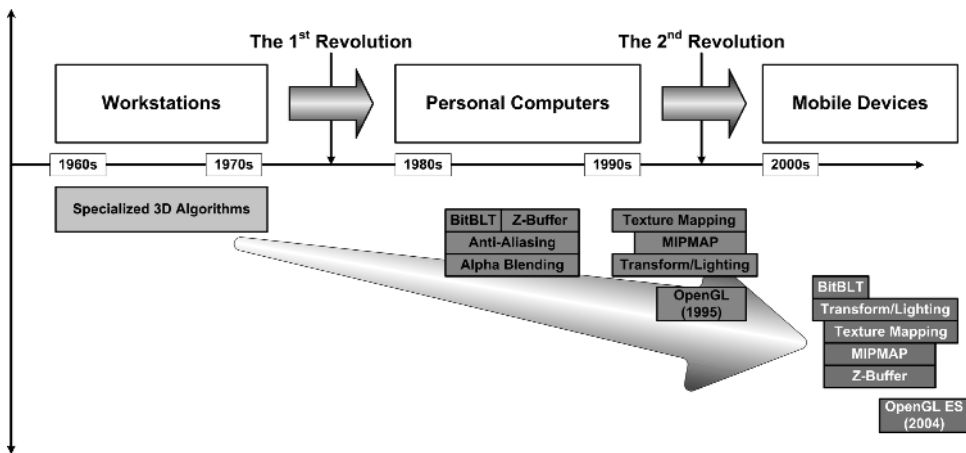 The 1st Revolution
The 2nd Revolution
Workstations
Personal Computers
Mobile Devices
1960s
1970s
1980s
1990s
2000s
Specialized 3D Algorithms
BitBLT
Z-Buffer
Anti-Aliasing
Alpha Blending
Texture Mapping
MIPMAP
Transform/Lighting
OpenGL
(1995)
BitBLT
Transform/Lighting
Texture Mapping
MIPMAP
Z-Buffer
OpenGL ES
(2004)